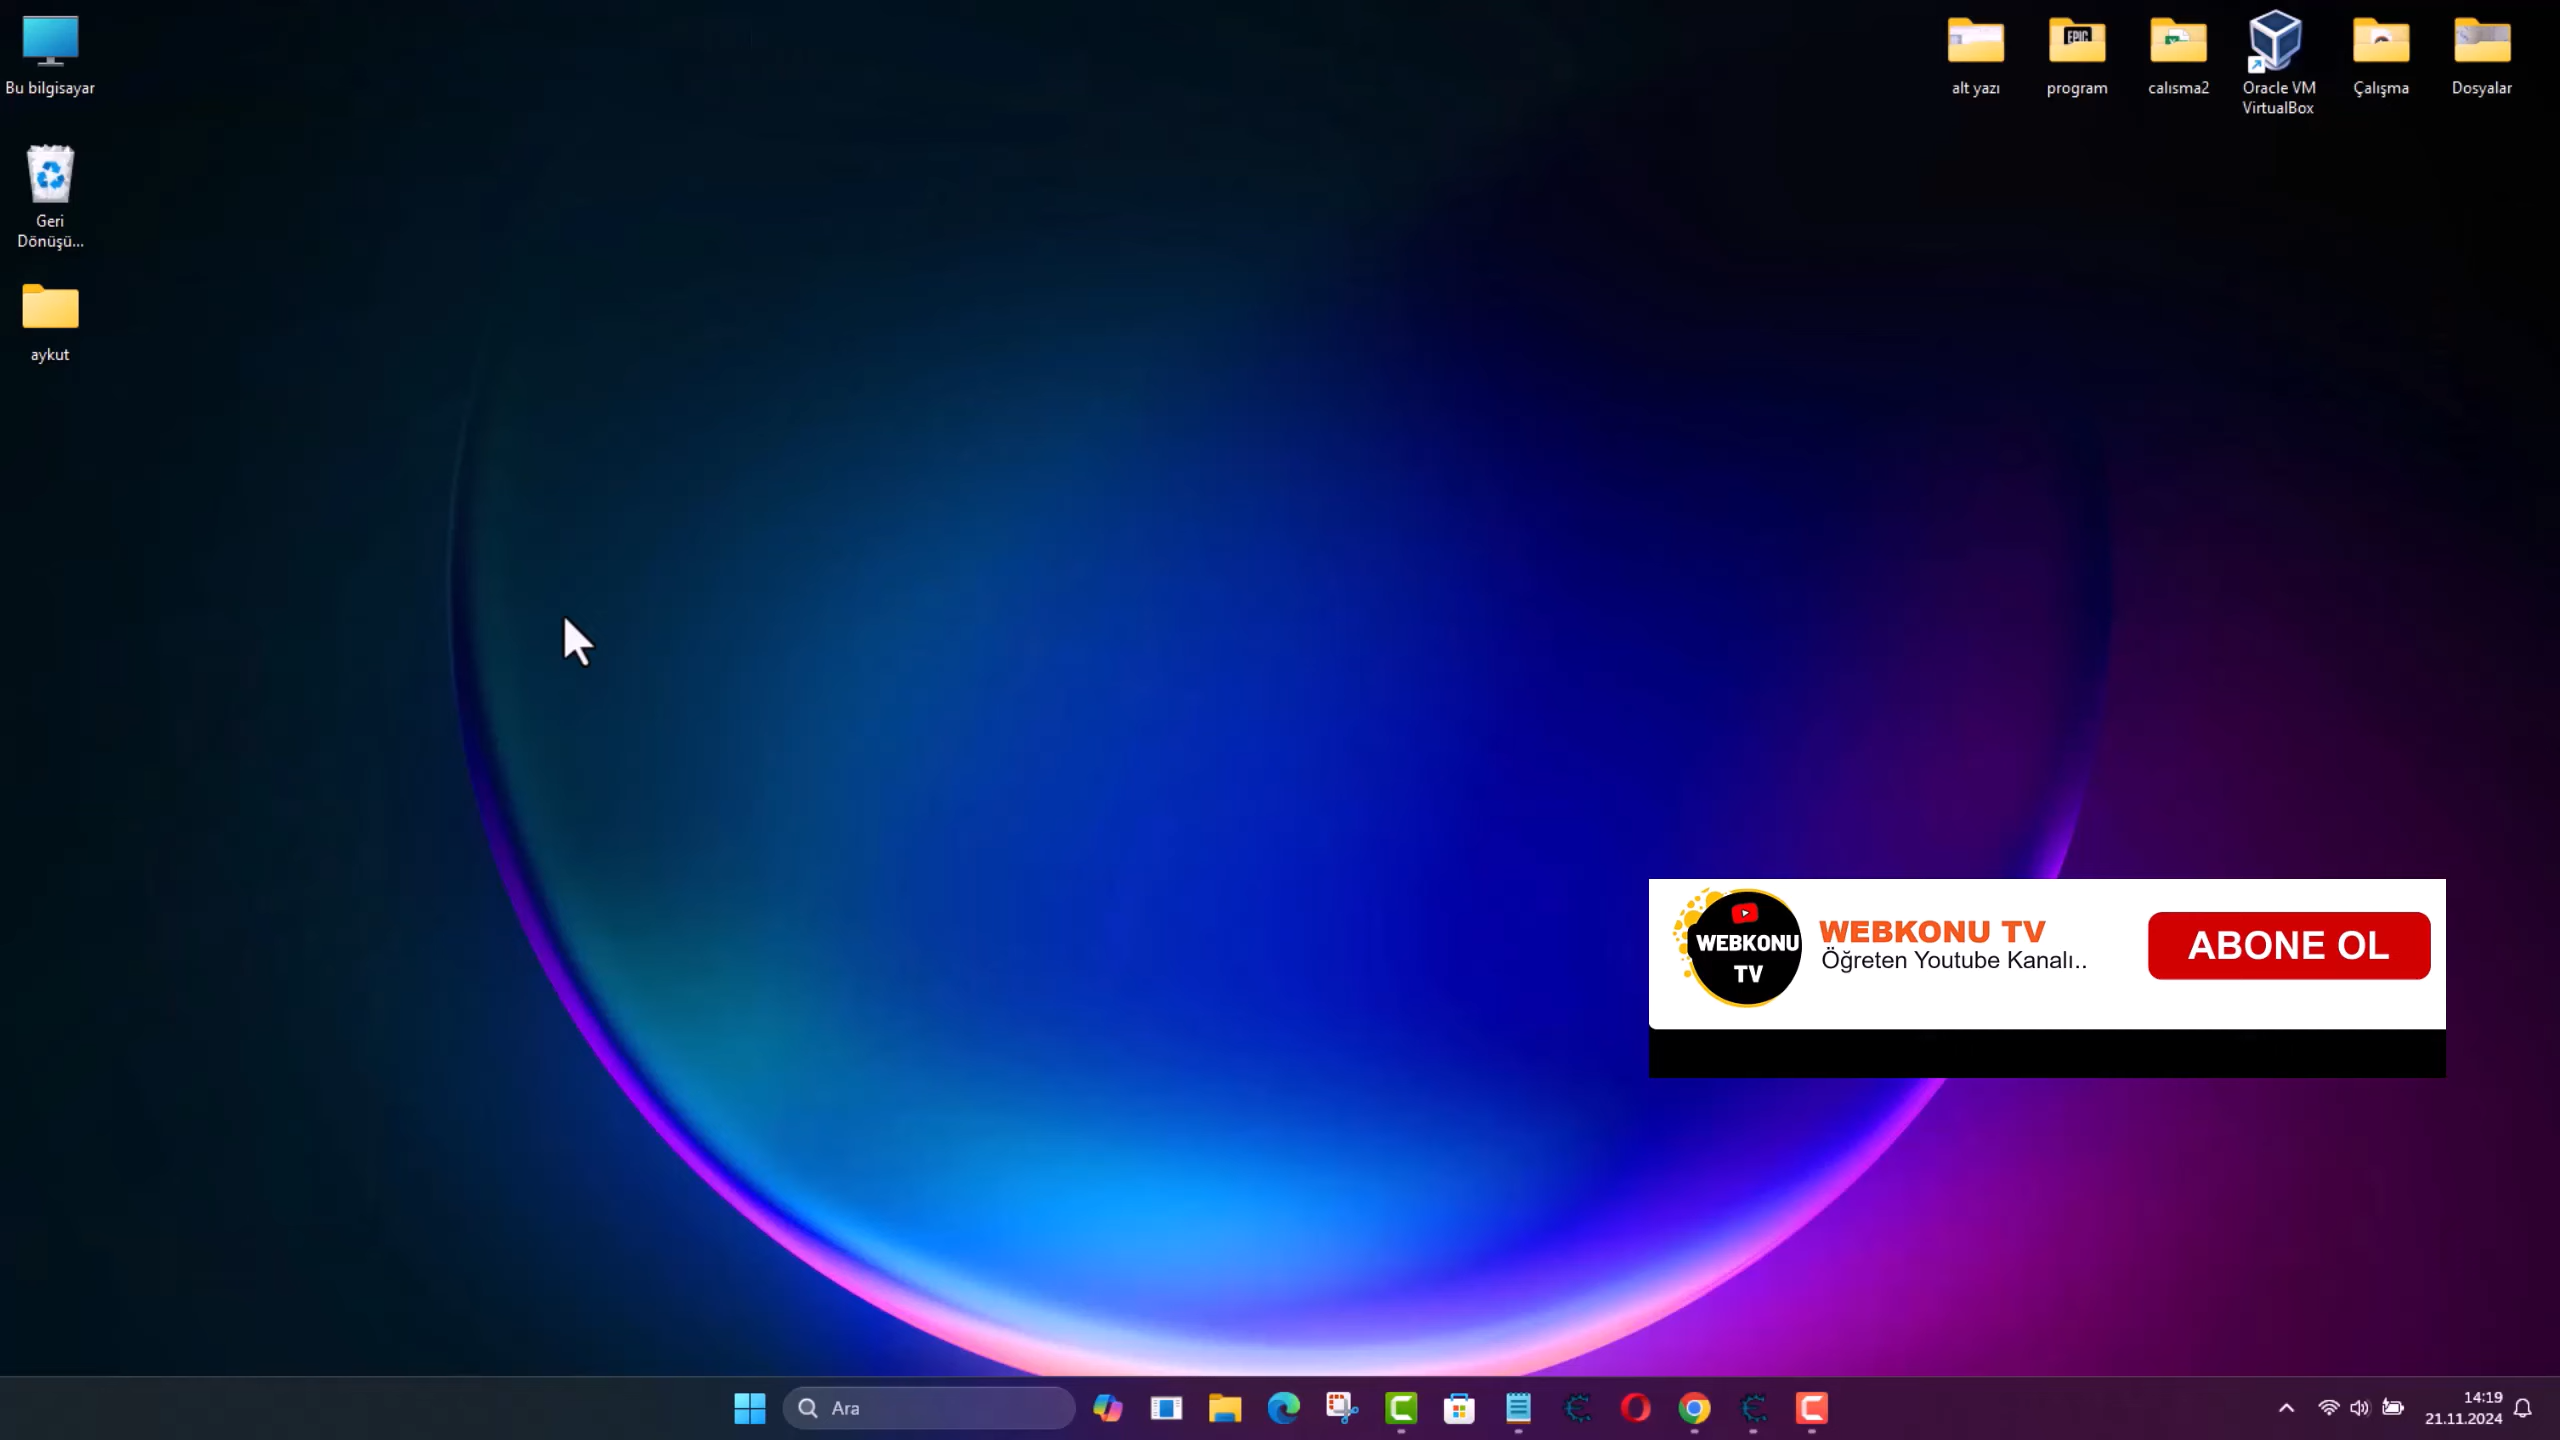 Bu bilgisayar
Geri
Dönüşü...
aykut
alt yazı
EPIC
program
calısma2
Oracle VM
VirtualBox
Çalışma
Dosyalar
WEBKONU
TV
WEBKONU TV
Öğreten Youtube Kanalı..
ABONE OL
Ara
14:19
21.11.2024